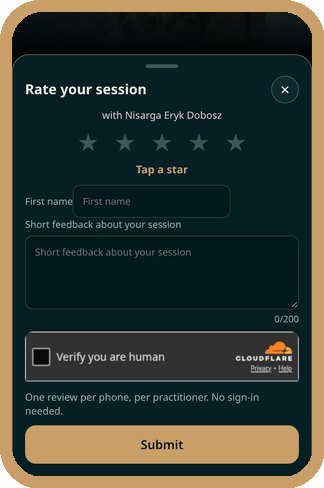 Rate your session
with Nisarga Eryk Dobosz
Tap a star
First name
First name
Short feedback about your session
Short feedback about your session
0/200
Verify you are human
CLOUDFLARE
Privacy • Help
One review per phone, per practitioner. No sign-in
needed.
Submit